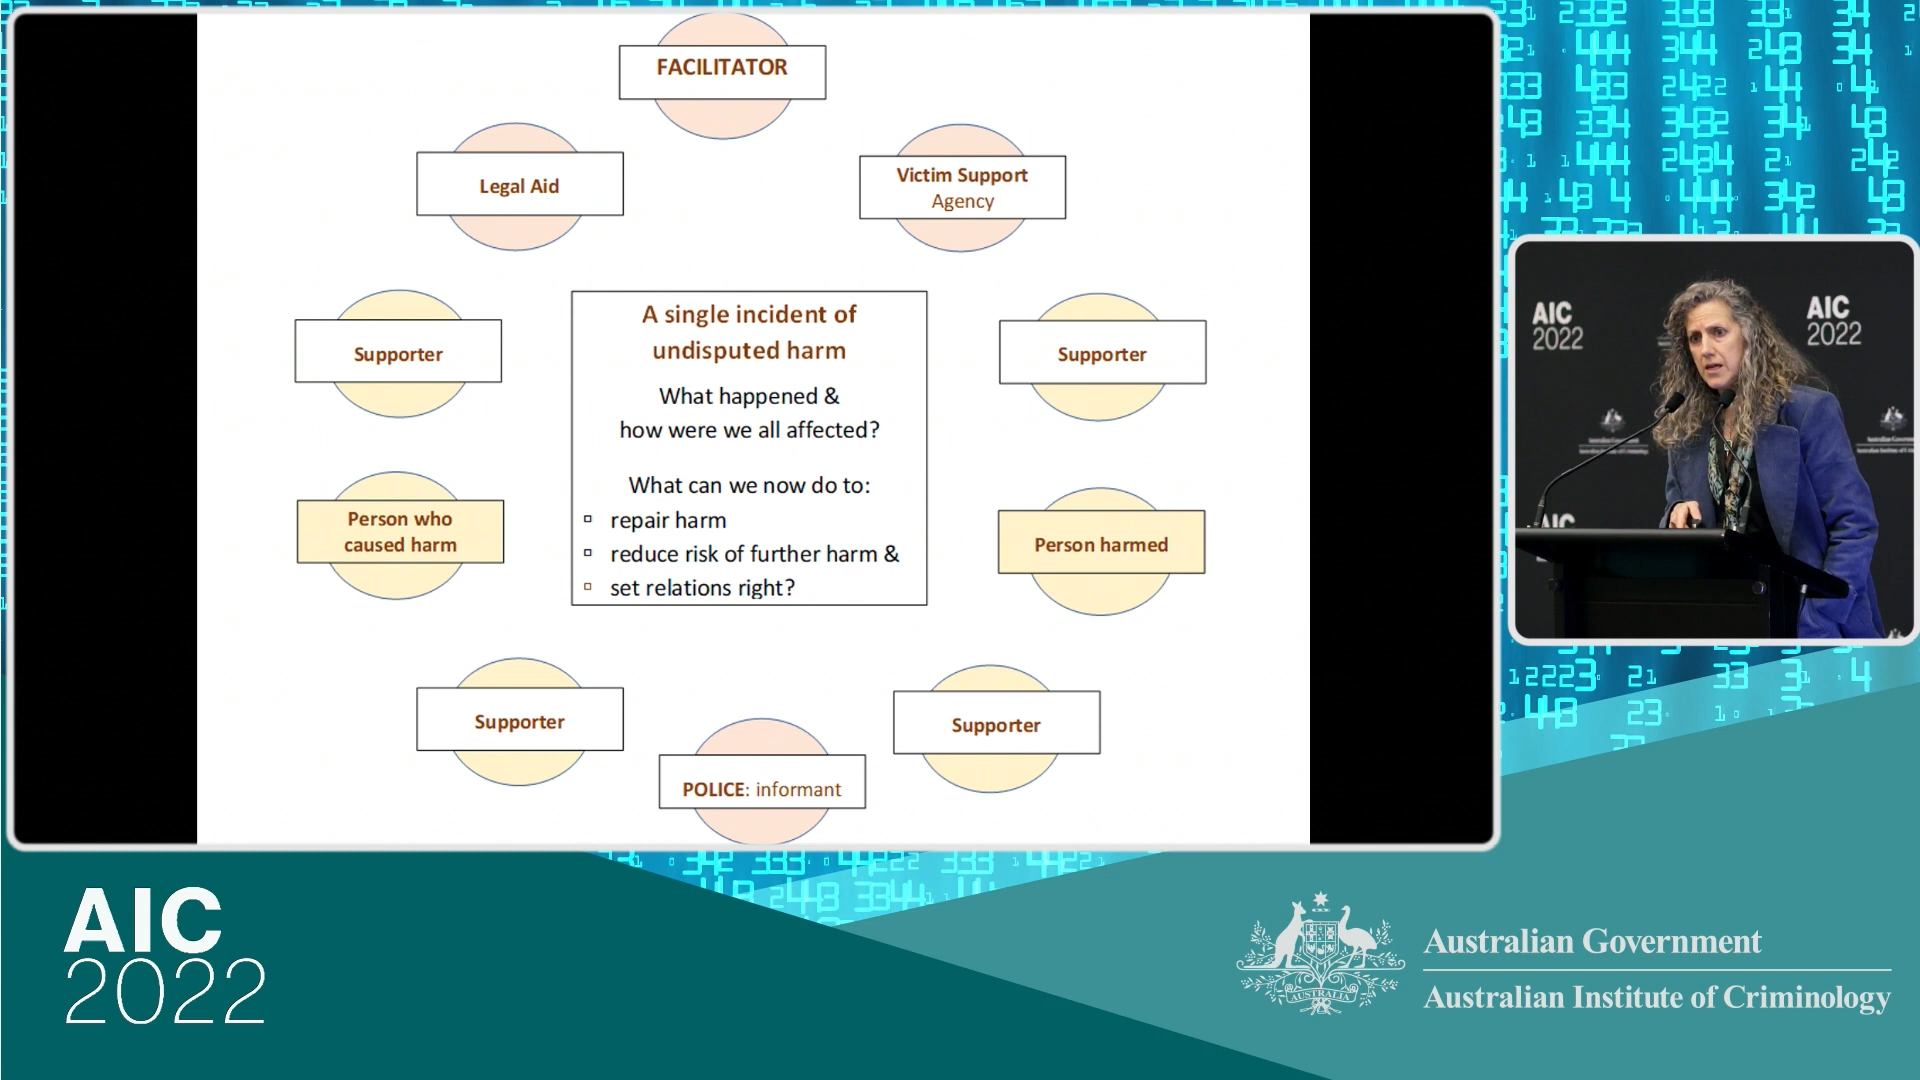 FACILITATOR
Legal Aid
Victim Support
Agency
Supporter
A single incident of
undisputed harm
What happened &
how were we all affected?
What can we now do to:
▫ repair harm
▫ reduce risk of further harm &
▫ set relations right?
Supporter
Person who
caused harm
Person harmed
Supporter
Supporter
POLICE: informant
AIC
2022
AIC
2022
AIC
AIC
2022
AUSTRALIA
Australian Government
Australian Institute of Criminology